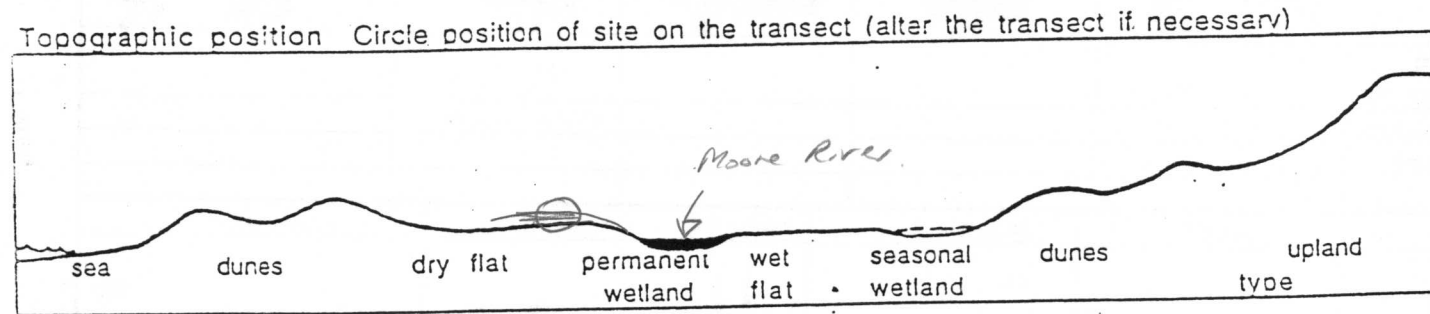 Topographic position Circle position of site on the transect (alter the transect if necessary)
Moore River.
sea dunes dry flat permanent wetland wet flat seasonal wetland dunes upland type